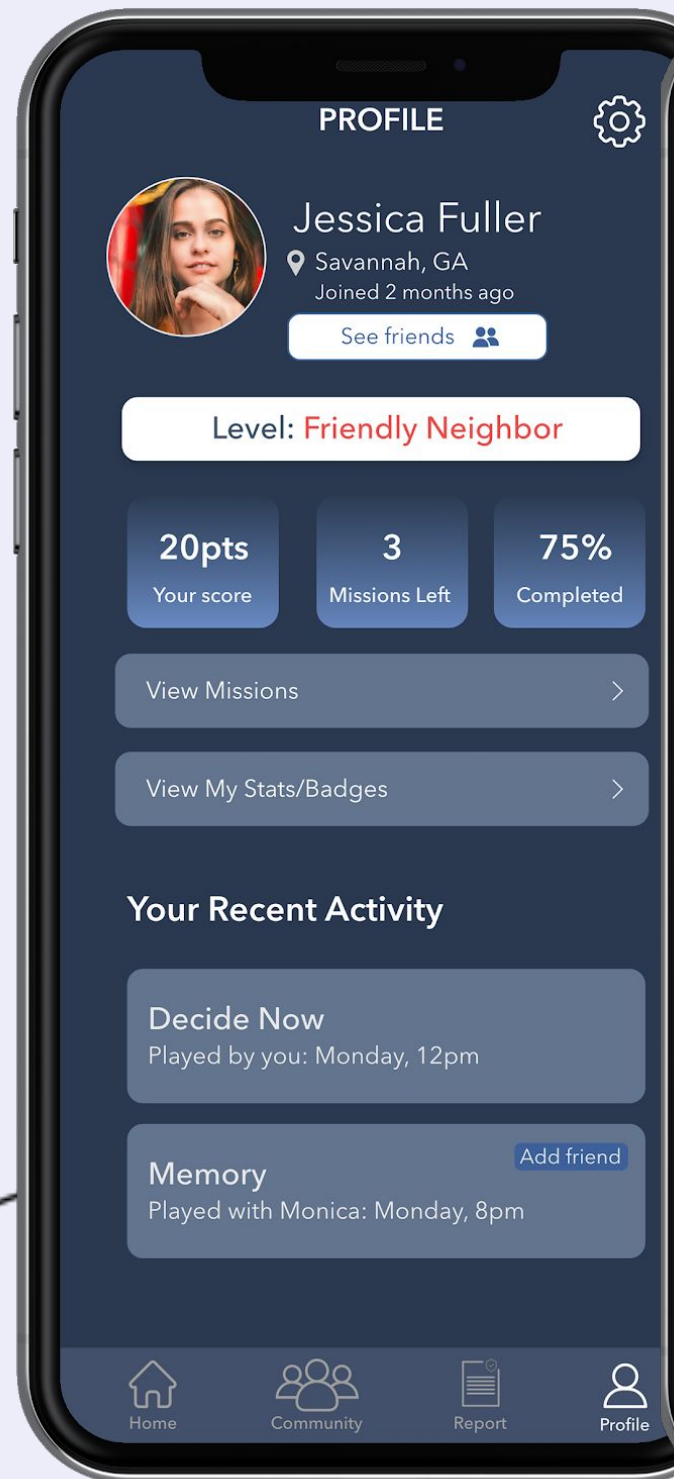 PROFILE
Jessica Fuller
Savannah, GA
Joined 2 months ago
See friends
Level: Friendly Neighbor
20pts
Your score
3
Missions Left
75%
Completed
View Missions
View My Stats/Badges
Your Recent Activity
Decide Now
Played by you: Monday, 12pm
Add friend
Memory
Played with Monica: Monday, 8pm
Home
Community
Report
Profile